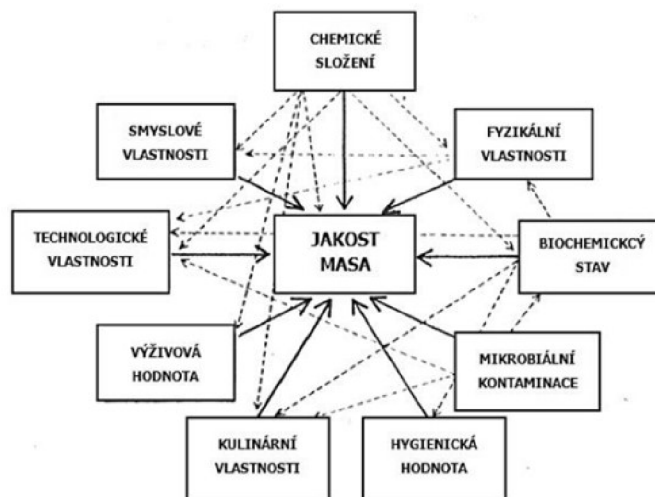 CHEMICKÉ
SLOŽENÍ
SMYSLOVÉ
VLASTNOSTI
FYZIKÁLNÍ
VLASTNOSTI
TECHNOLOGICKÉ
VLASTNOSTI
JAKOST
MASA
BIOCHEMICKCÝ
STAV
VÝŽIVOVÁ
HODNOTA
MIKROBIÁLNÍ
KONTAMINACE
KULINÁRNÍ
VLASTNOSTI
HYGIENICKÁ
HODNOTA